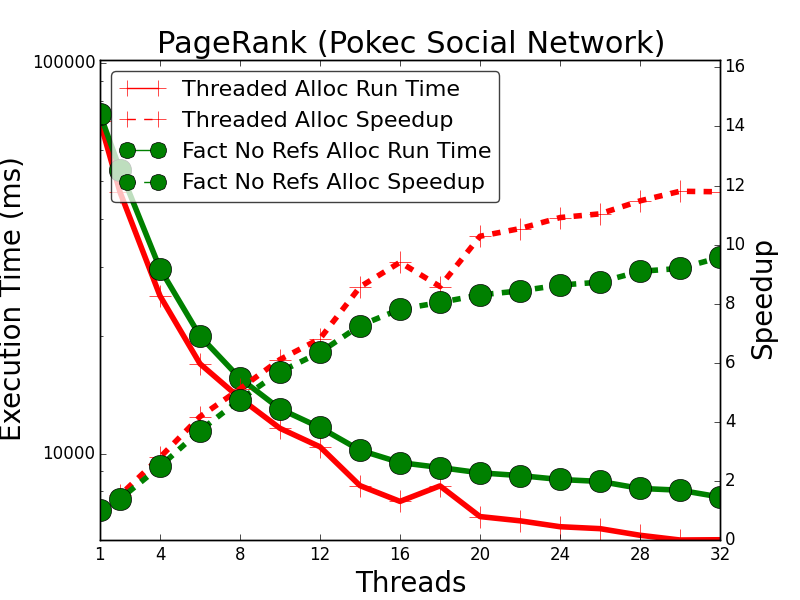 PageRank (Pokec Social Network)
Threaded Alloc Run Time
Threaded Alloc Speedup
Fact No Refs Alloc Run Time
Fact No Refs Alloc Speedup
Execution Time (ms)
100000
10000
Speedup
16
14
12
10
8
6
4
2
0
1 4 8 12 16 20 24 28 32
Threads